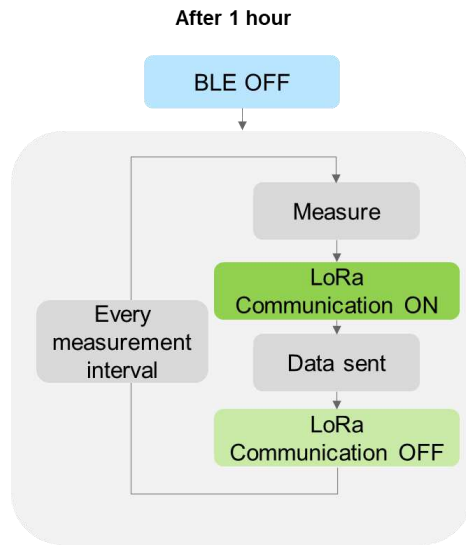 After 1 hour
BLE OFF
Measure
LoRa
Communication ON
Every
measurement
interval
Data sent
LoRa
Communication OFF